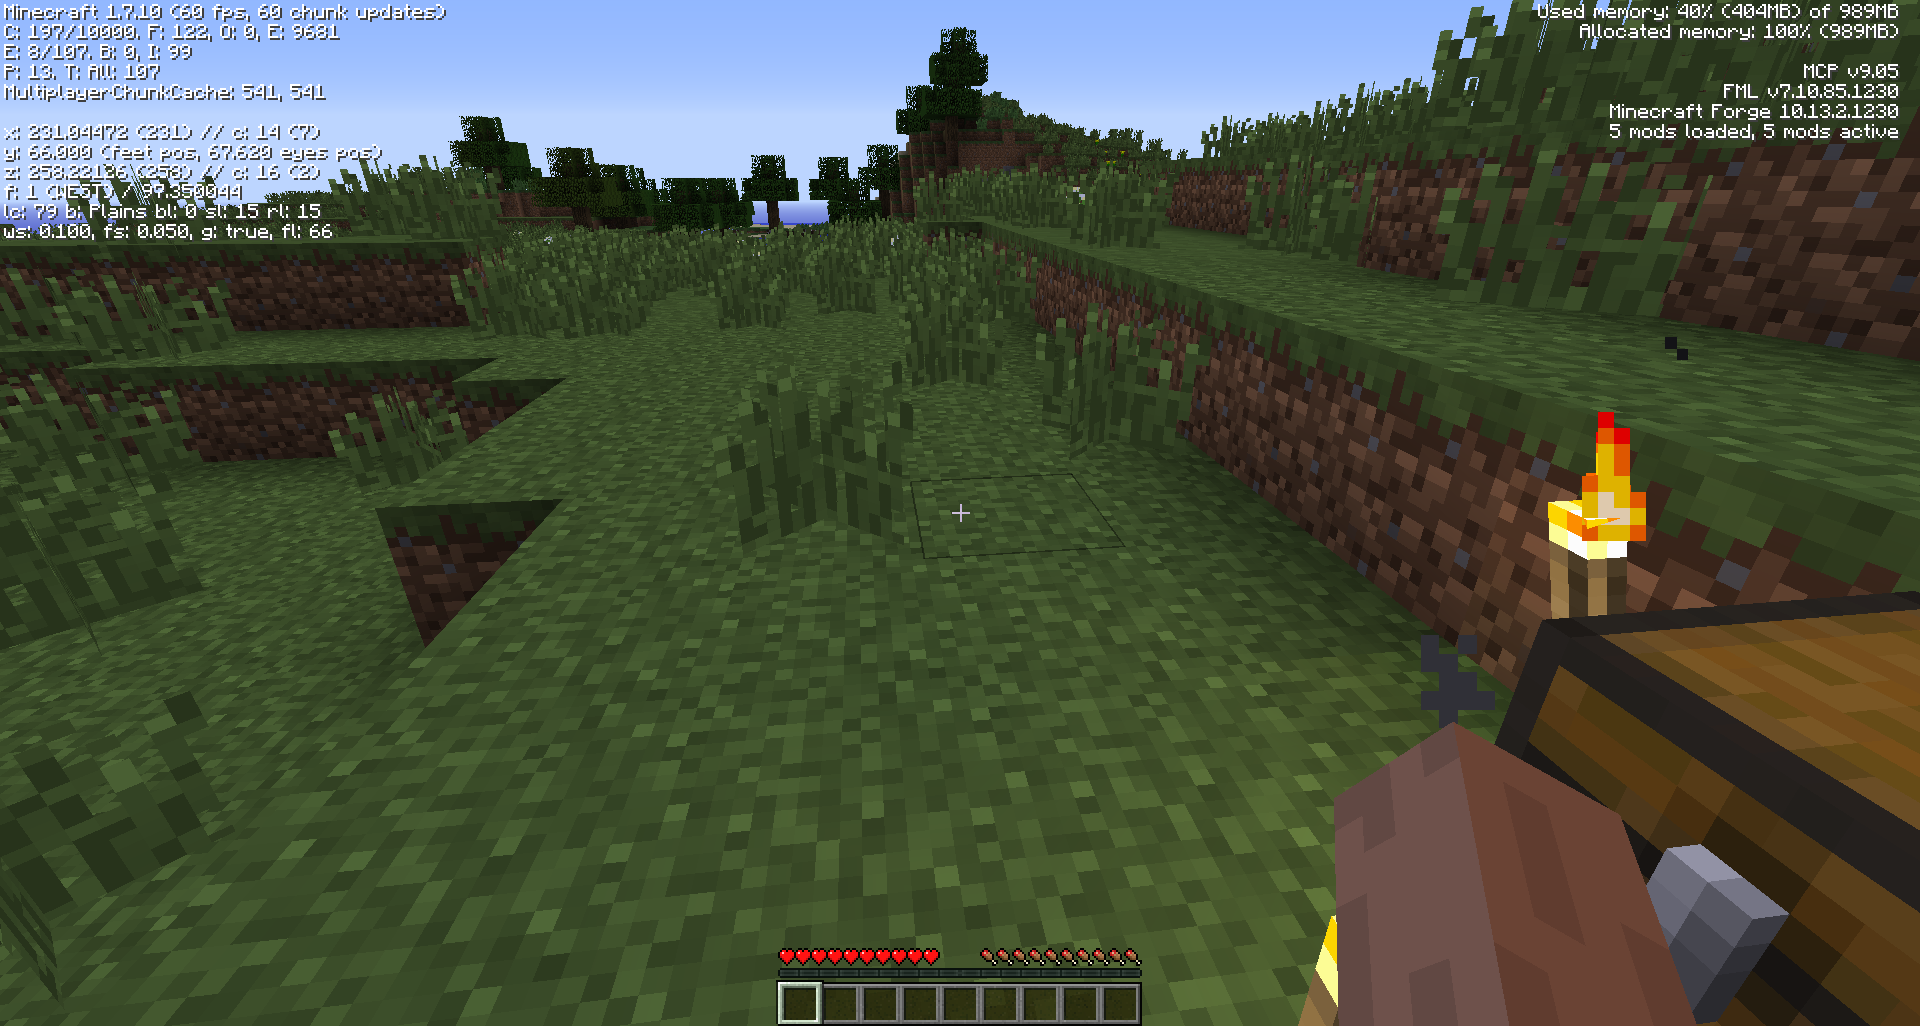 Minecraft 1.7.10 (60 fps, 60 chunk updates)
C: 197/10000. F: 122, O: 0, E: 9681
E: 8/107. B: 0, I: 99
P: 13. T: All: 107
MultiplayerChunkCache: 541, 541
x: 231.04472 (231) // c: 14 (7)
y: 66.000 (feet pos, 67.620 eyes pos)
z: 258.22136 (258) // c: 16 (2)
f: 1 (WEST) / 97.350044
lc: 79 b: Plains bl: 0 sl: 15 rl: 15
ws: 0.100, fs: 0.050, g: true, fl: 66
Used memory: 40% (404MB) of 989MB
Allocated memory: 100% (989MB)
MCP v9.05
FML v7.10.85.1230
Minecraft Forge 10.13.2.1230
5 mods loaded, 5 mods active